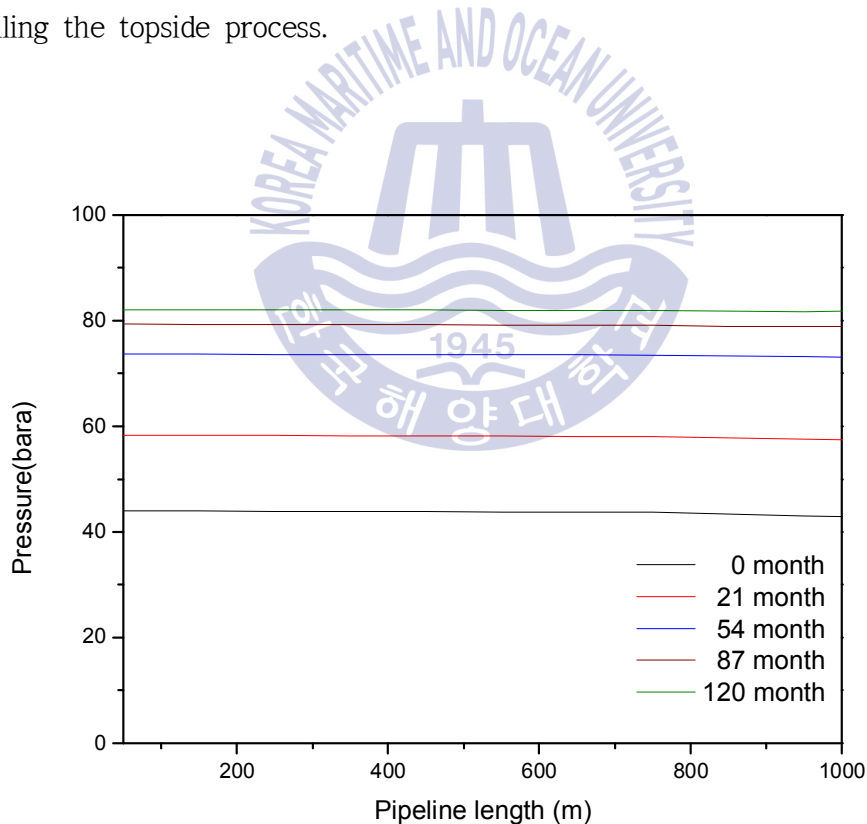 ling the topside process.
KOREA MARITIME AND OCEAN UNIVERSITY
1945
한국해양대학교
100
80
60
40
20
0
Pressure(bara)
0 month
21 month
54 month
87 month
120 month
200
400
600
800
1000
Pipeline length (m)